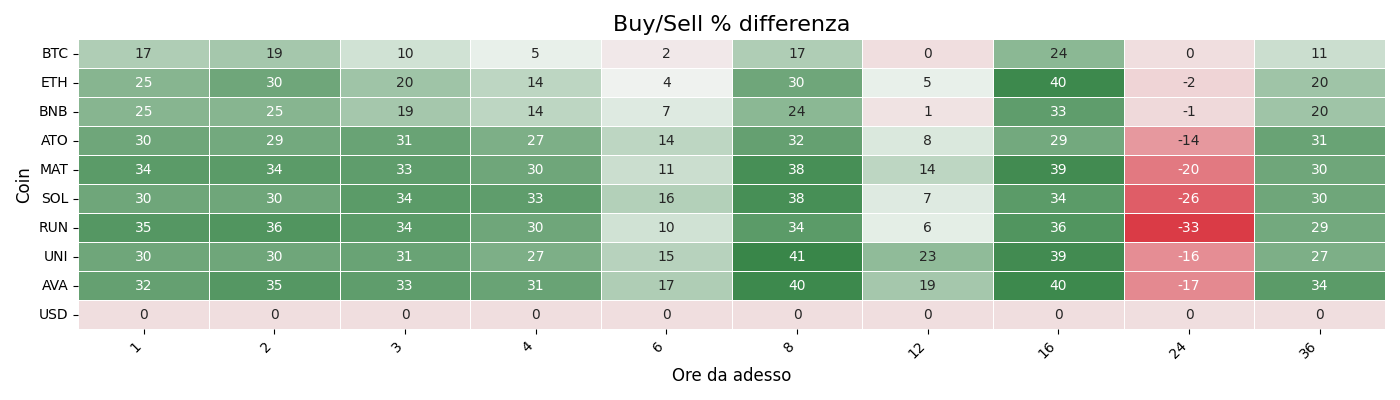 Buy/Sell % differenza
Coin
BTC 17 19 10 5 2 17 0 24 0 11
ETH 25 30 20 14 4 30 5 40 -2 20
BNB 25 25 19 14 7 24 1 33 -1 20
ATO 30 29 31 27 14 32 8 29 -14 31
MAT 34 34 33 30 11 38 14 39 -20 30
SOL 30 30 34 33 16 38 7 34 -26 30
RUN 35 36 34 30 10 34 6 36 -33 29
UNI 30 30 31 27 15 41 23 39 -16 27
AVA 32 35 33 31 17 40 19 40 -17 34
USD 0 0 0 0 0 0 0 0 0 0
1 2 3 4 6 8 12 16 24 36
Ore da adesso